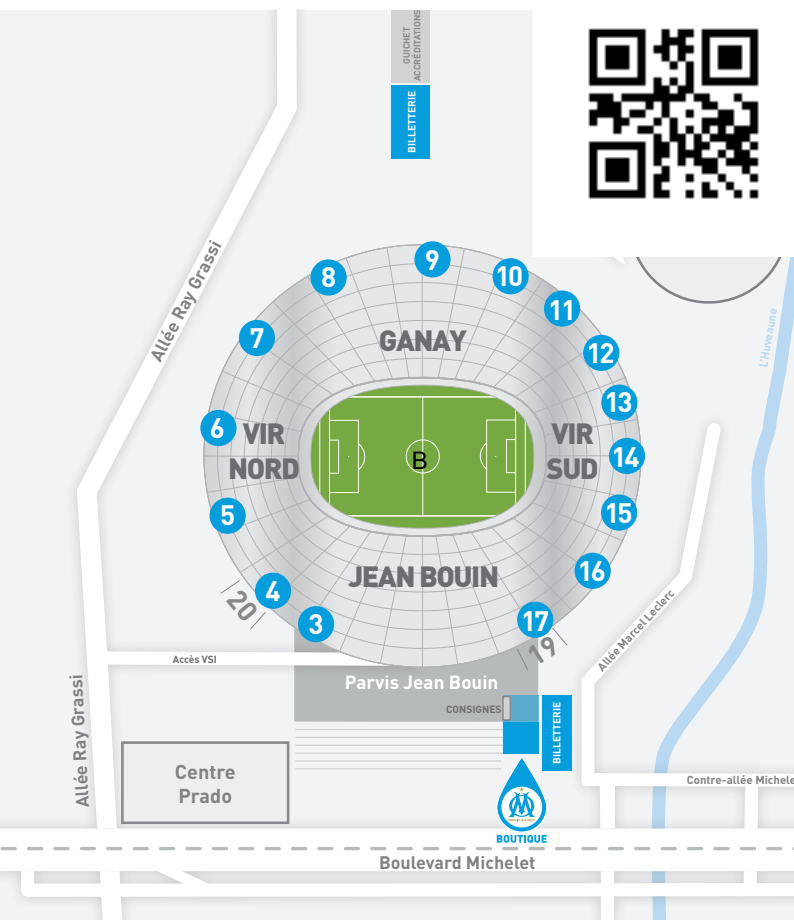 GUICHET
ACCRÉDITATIONS
BILLETTERIE
Allée Ray Grassi
8
9
10
11
7
12
GANAY
L'Huveaune
13
6
VIR
NORD
B
VIR
SUD
14
5
15
JEAN BOUIN
16
4
20
3
17
19
Allée Marcel Leclerc
Accès VSI
Parvis Jean Bouin
CONSIGNES
BILLETTERIE
Allée Ray Grassi
Centre
Prado
Contre-allée Michele
BOUTIQUE
Boulevard Michelet